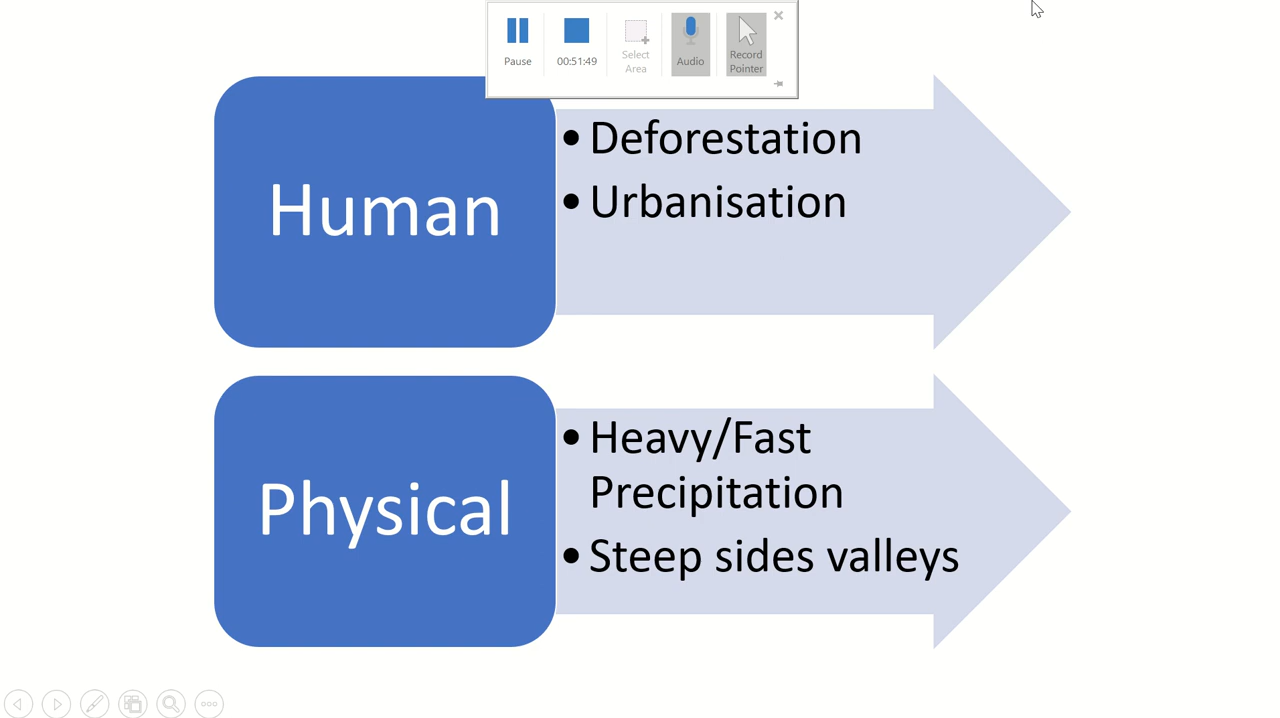 Pause
00:51:49
Select
Area
Audio
Record
Pointer
Human
• Deforestation
• Urbanisation
Physical
• Heavy/Fast
Precipitation
• Steep sides valleys